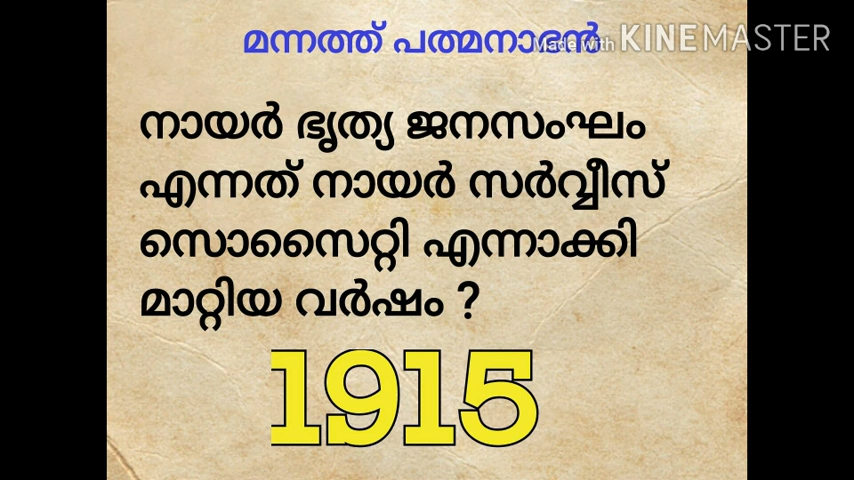 മന്നത്ത് പത്മനാഭൻ
Made with KINEMASTER
നായർ ഭൃത്യ ജനസംഘം
എന്നത് നായർ സർവ്വീസ്
സൊസൈറ്റി എന്നാക്കി
മാറ്റിയ വർഷം ?
1915